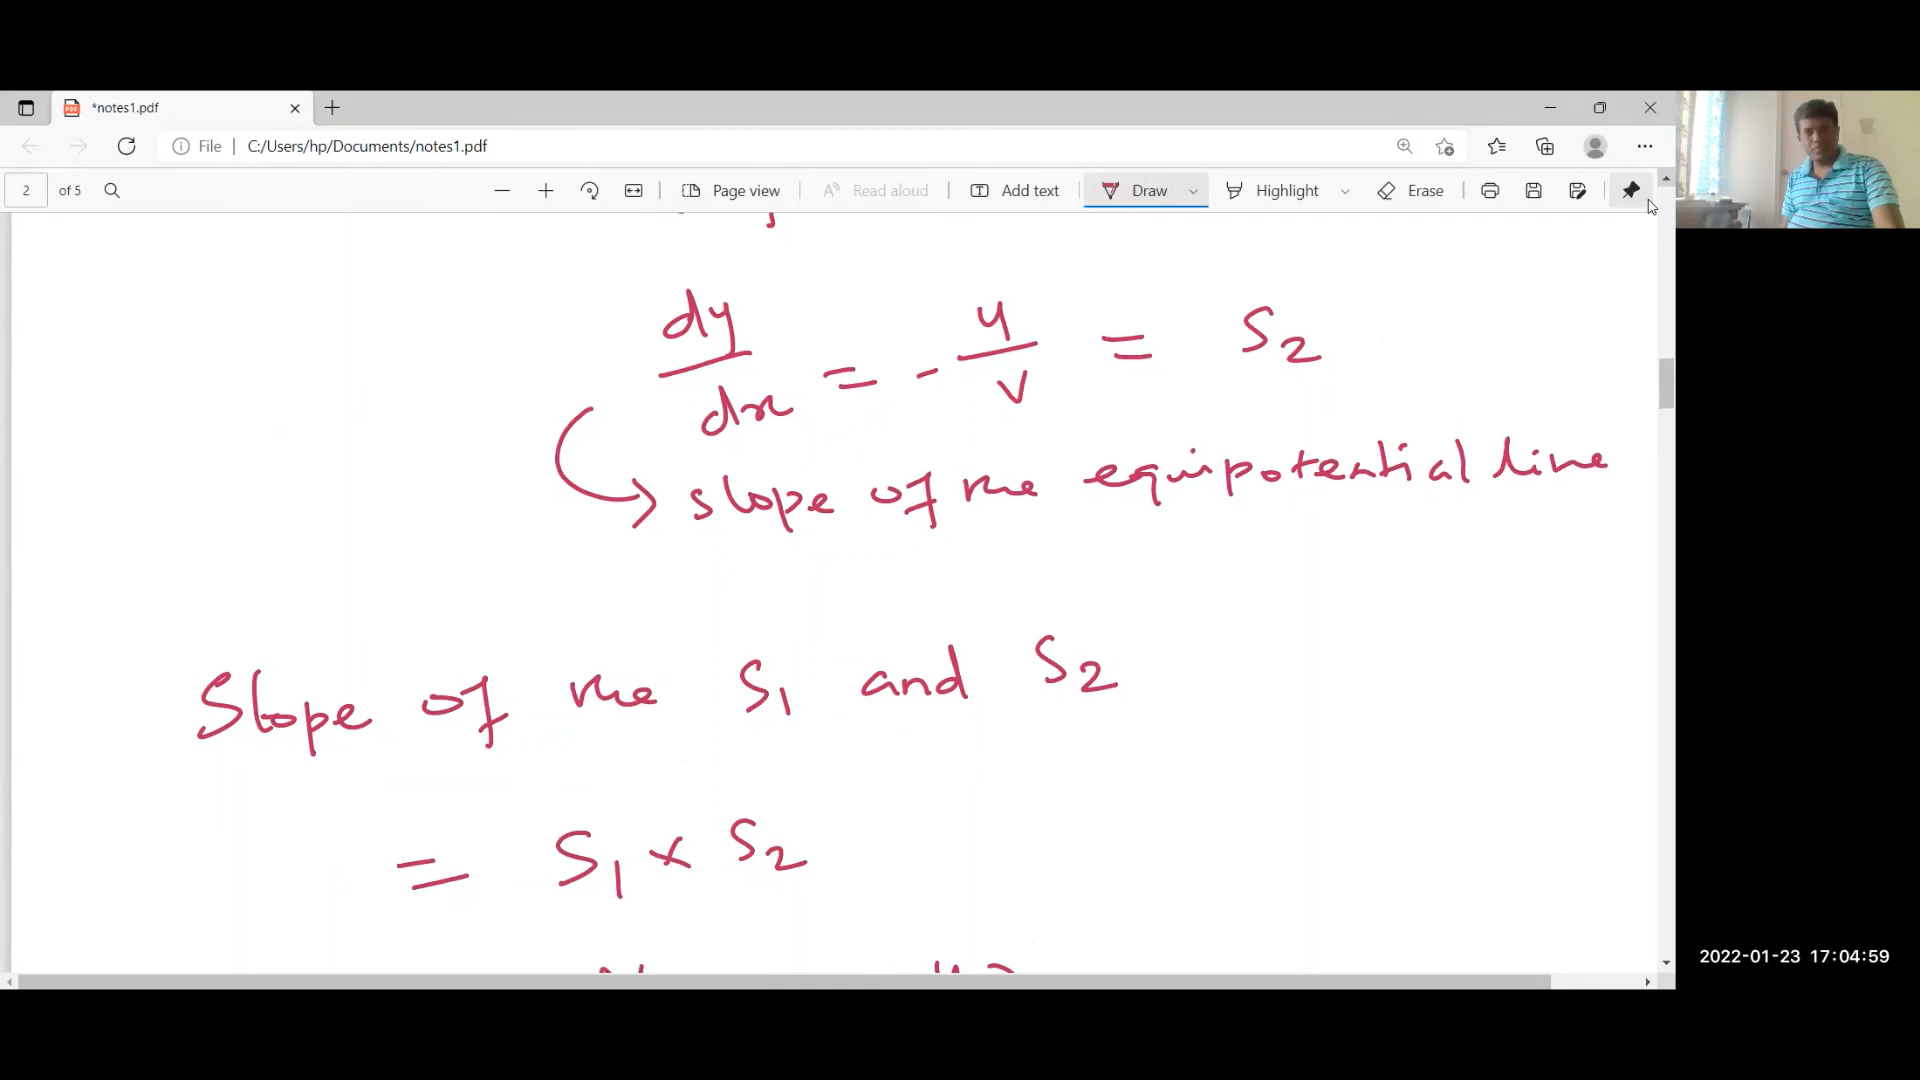 *notes1.pdf
File C:/Users/hp/Documents/notes1.pdf
2 of 5 Page view Read aloud Add text Draw Highlight Erase
dy/dx = - u/v = S2
slope of the equipotential line
Slope of the S1 and S2
= S1 x S2
2022-01-23 17:04:59